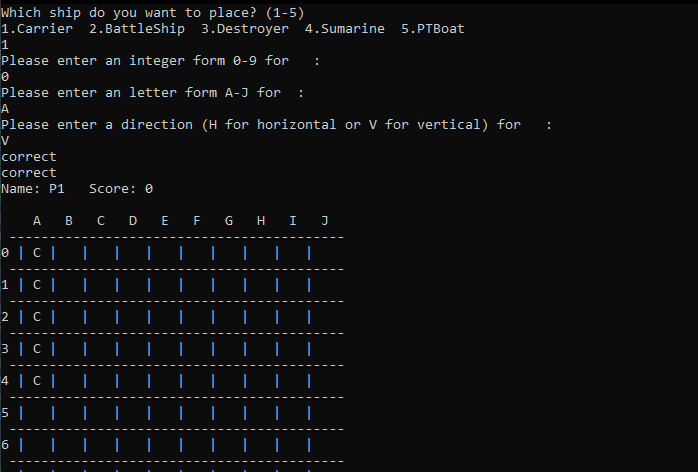 Which ship do you want to place? (1-5)
1.Carrier  2.BattleShip  3.Destroyer  4.Sumarine  5.PTBoat
1
Please enter an integer form 0-9 for   :
0
Please enter an letter form A-J for  :
A
Please enter a direction (H for horizontal or V for vertical) for   :
V
correct
correct
Name: P1   Score: 0
    A   B   C   D   E   F   G   H   I   J
 ------------------------------------------
0 | C |   |   |   |   |   |   |   |   |
 ------------------------------------------
1 | C |   |   |   |   |   |   |   |   |
 ------------------------------------------
2 | C |   |   |   |   |   |   |   |   |
 ------------------------------------------
3 | C |   |   |   |   |   |   |   |   |
 ------------------------------------------
4 | C |   |   |   |   |   |   |   |   |
 ------------------------------------------
5 |   |   |   |   |   |   |   |   |   |
 ------------------------------------------
6 |   |   |   |   |   |   |   |   |   |
 ------------------------------------------